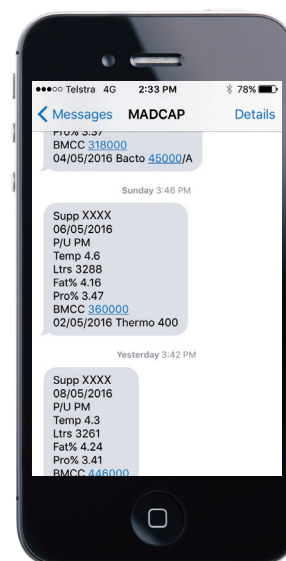 Telstra 4G 2:33 PM 78%
Messages MADCAP Details
Pro% 3.37
BMCC 318000
04/05/2016 Bacto 45000/A
Sunday 3:46 PM
Supp XXXX
06/05/2016
P/U PM
Temp 4.6
Ltrs 3288
Fat% 4.16
Pro% 3.47
BMCC 360000
02/05/2016 Thermo 400
Yesterday 3:42 PM
Supp XXXX
08/05/2016
P/U PM
Temp 4.3
Ltrs 3261
Fat% 4.24
Pro% 3.41
BMCC 446000